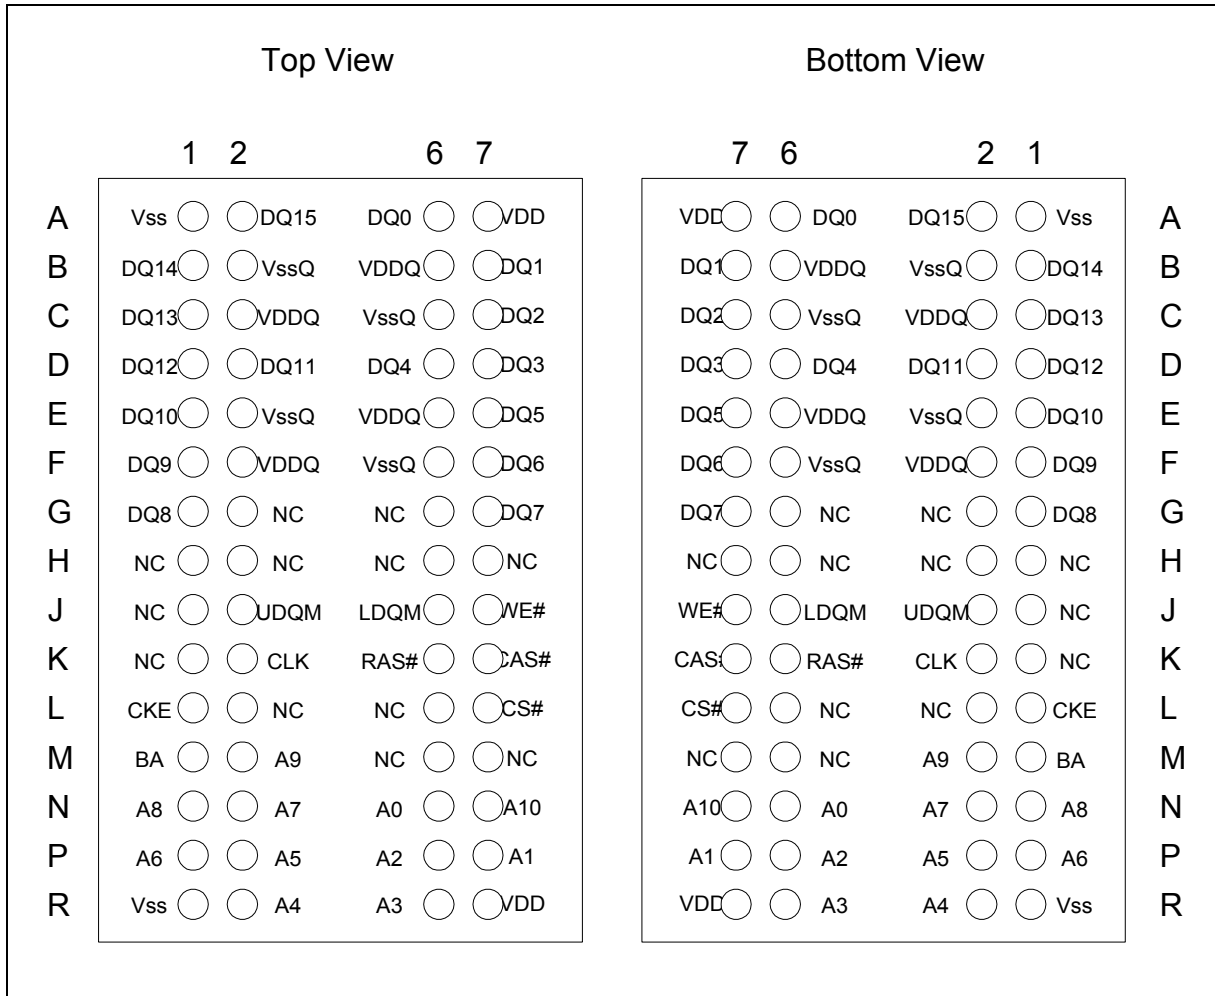 Top View Bottom View
1 2 6 7 7 6 2 1
A Vss DQ15 DQ0 VDD VDD DQ0 DQ15 Vss A
B DQ14 VssQ VDDQ DQ1 DQ1 VDDQ VssQ DQ14 B
C DQ13 VDDQ VssQ DQ2 DQ2 VssQ VDDQ DQ13 C
D DQ12 DQ11 DQ4 DQ3 DQ3 DQ4 DQ11 DQ12 D
E DQ10 VssQ VDDQ DQ5 DQ5 VDDQ VssQ DQ10 E
F DQ9 VDDQ VssQ DQ6 DQ6 VssQ VDDQ DQ9 F
G DQ8 NC NC DQ7 DQ7 NC NC DQ8 G
H NC NC NC NC NC NC NC NC H
J NC UDQM LDQM WE# WE# LDQM UDQM NC J
K NC CLK RAS# CAS# CAS# RAS# CLK NC K
L CKE NC NC CS# CS# NC NC CKE L
M BA A9 NC NC NC NC A9 BA M
N A8 A7 A0 A10 A10 A0 A7 A8 N
P A6 A5 A2 A1 A1 A2 A5 A6 P
R Vss A4 A3 VDD VDD A3 A4 Vss R